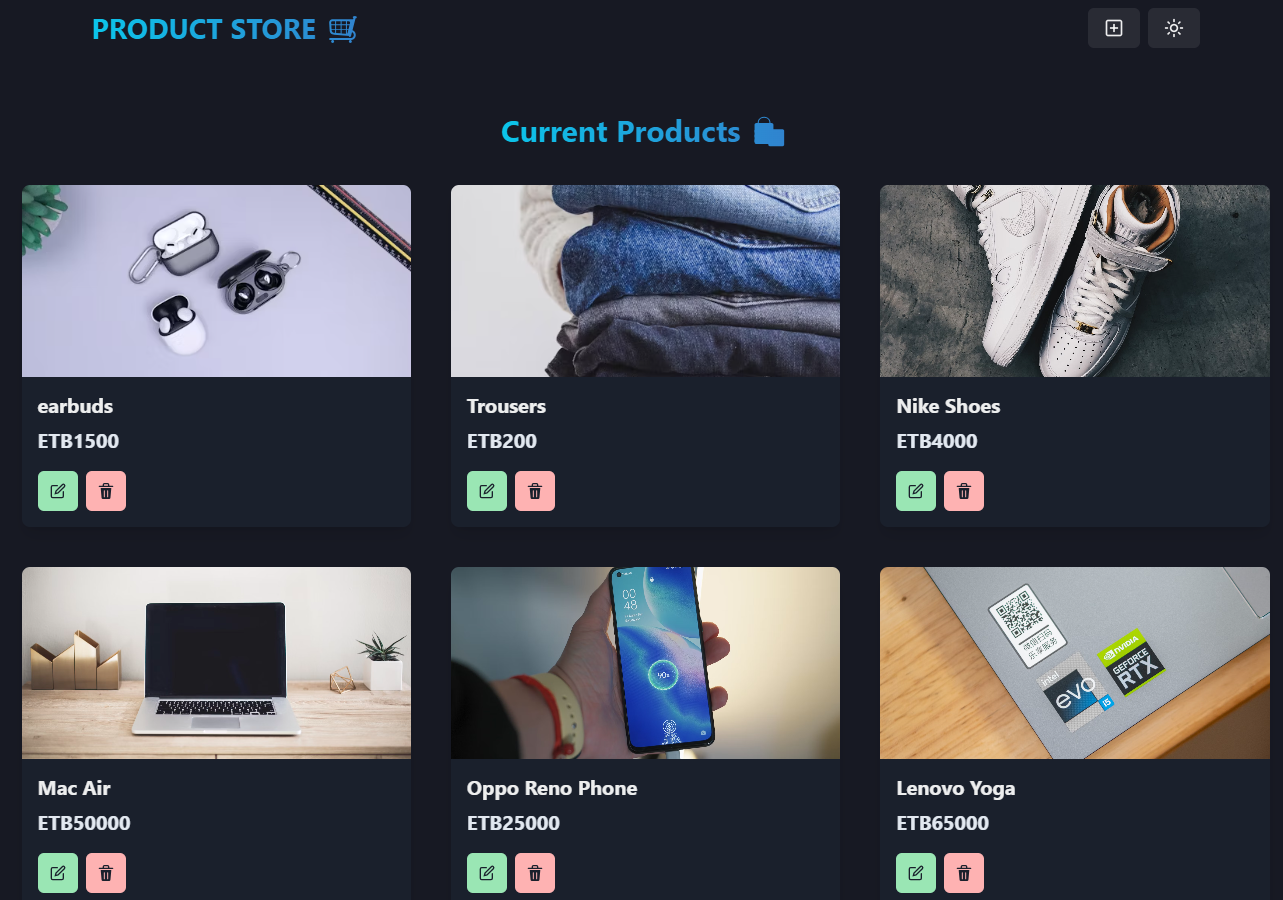 PRODUCT STORE
Current Products
earbuds
ETB1500
Trousers
ETB200
Nike Shoes
ETB4000
00
48
Mac Air
ETB50000
Oppo Reno Phone
ETB25000
intel
evo
i5
NVIDIA
GEFORCE
RTX
Lenovo Yoga
ETB65000